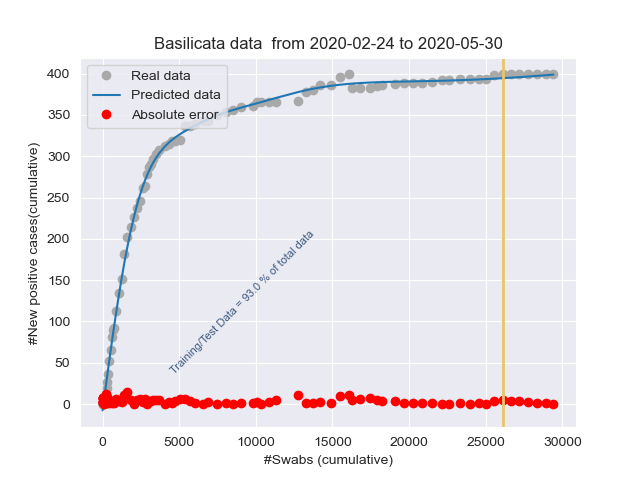 Basilicata data  from 2020-02-24 to 2020-05-30
Real data
Predicted data
Absolute error
#New positive cases(cumulative)
400
350
300
250
200
150
100
50
0
Training/Test Data = 93.0 % of total data
0 5000 10000 15000 20000 25000 30000
#Swabs (cumulative)